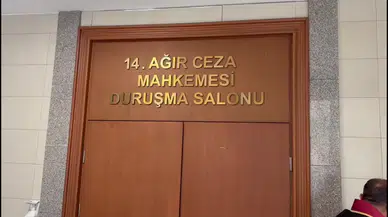 14. AĞIR CEZA
MAHKEMESİ
DURUŞMA SALONU